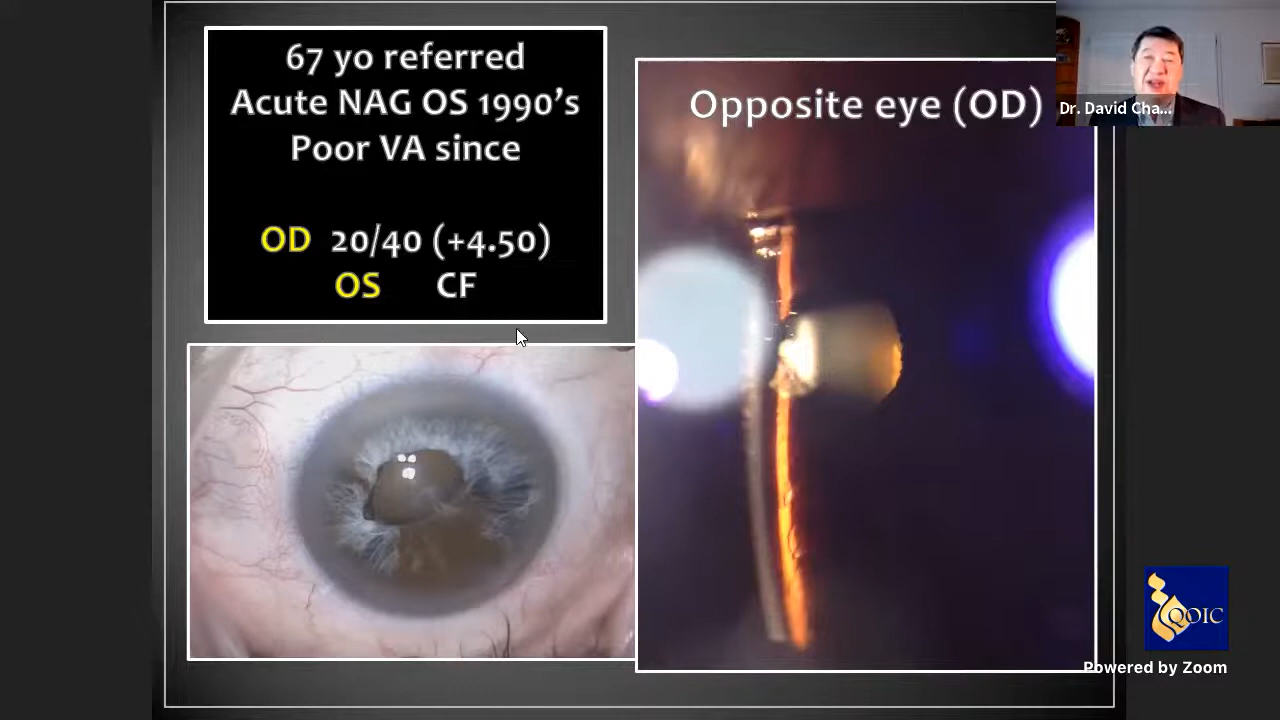 67 yo referred
Acute NAG OS 1990's
Poor VA since
OD 20/40 (+4.50)
OS CF
Opposite eye (OD)
Dr. David Cha...
QOIC
Powered by Zoom